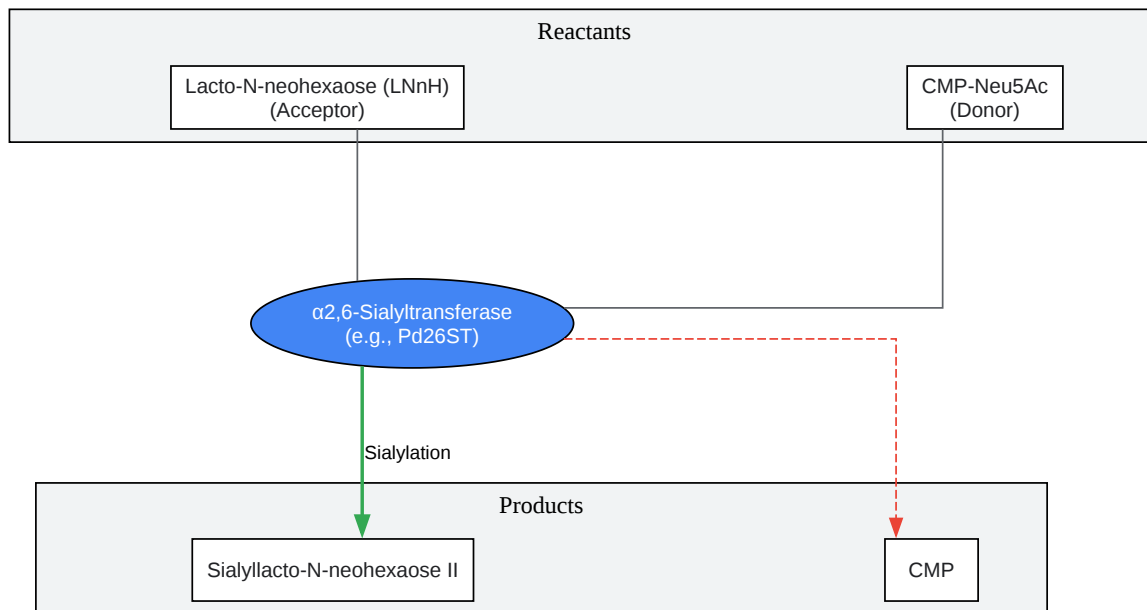 Reactants
Lacto-N-neohexaose (LNnH)
(Acceptor)
CMP-Neu5Ac
(Donor)
α2,6-Sialyltransferase
(e.g., Pd26ST)
Sialylation
Products
Sialyllacto-N-neohexaose II
CMP